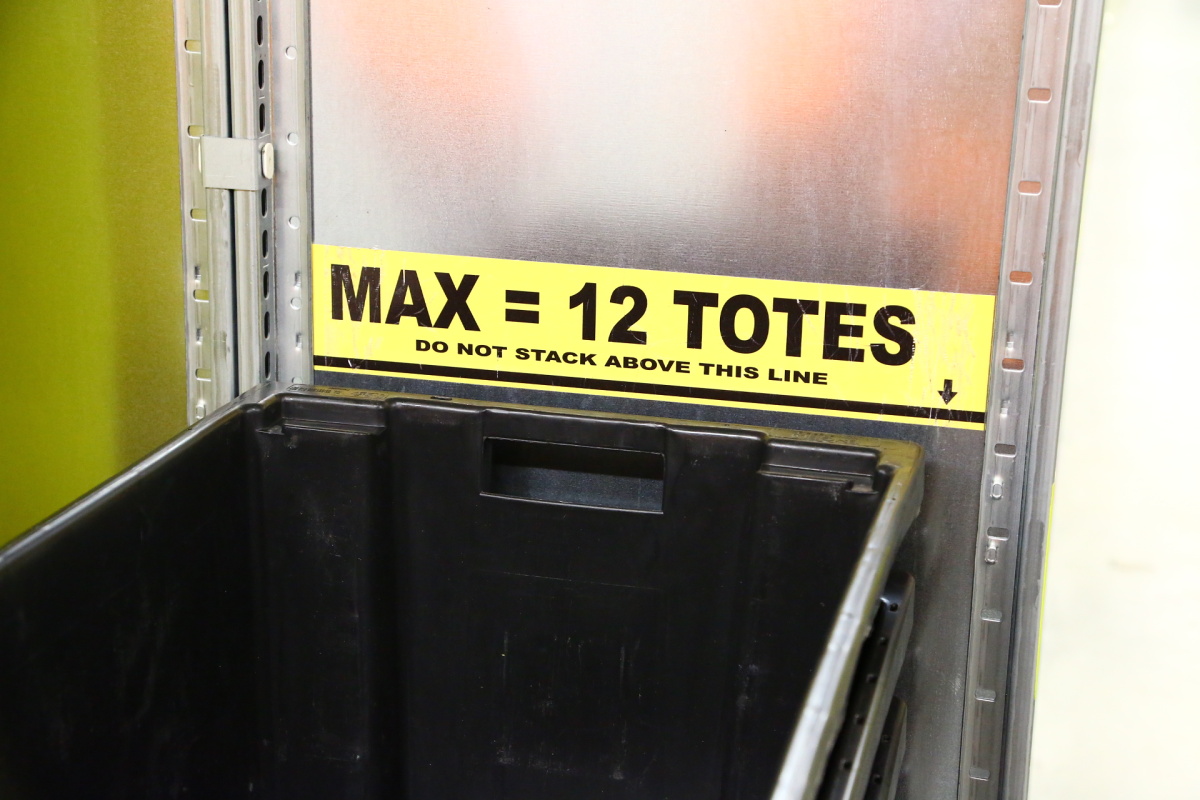 MAX = 12 TOTES
DO NOT STACK ABOVE THIS LINE